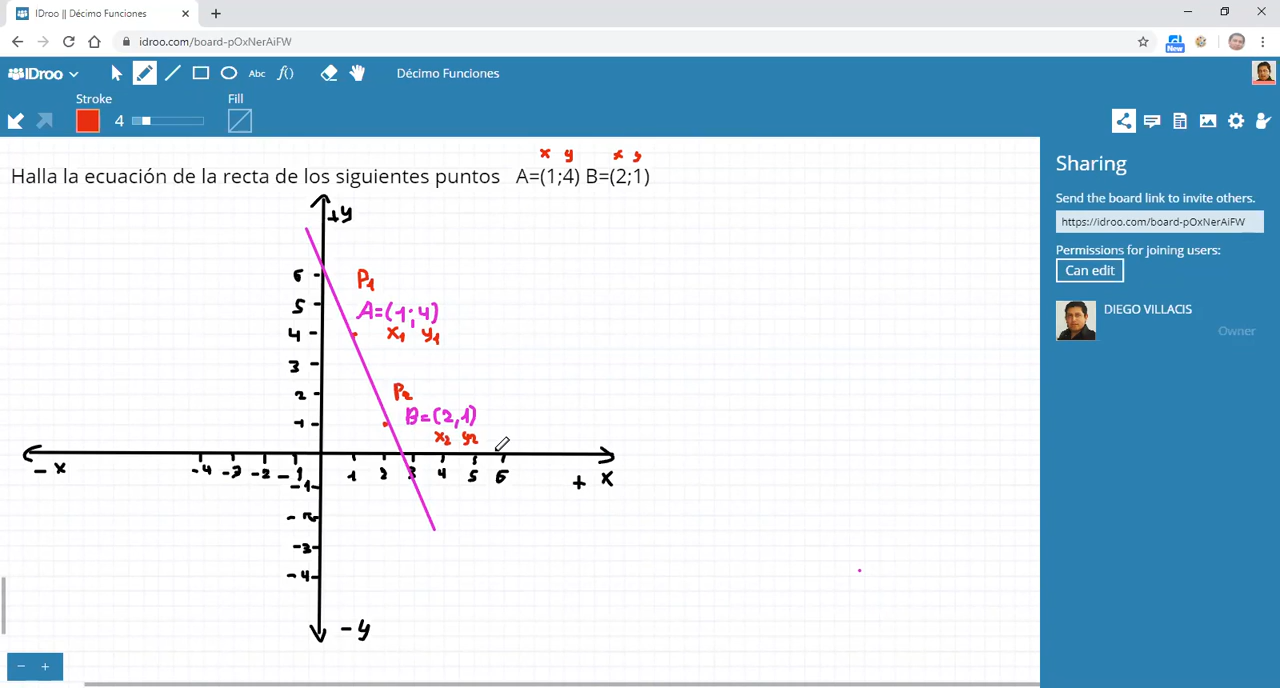 IDroo || Décimo Funciones
idroo.com/board-pOxNerAiFW
New
IDroo
Abc
f()
Décimo Funciones
Stroke
Fill
4
x y x y
Halla la ecuación de la recta de los siguientes puntos A=(1;4) B=(2;1)
+y
6
P1
5
A=(1;4)
4
x1 y1
3
2
P2
1
B=(2,1)
x2 y2
- x
-4 -3 -2 -1 1 2 3 4 5 6
+ x
-1
-2
-3
-4
-y
Sharing
Send the board link to invite others.
https://idroo.com/board-pOxNerAiFW
Permissions for joining users:
Can edit
DIEGO VILLACIS
Owner